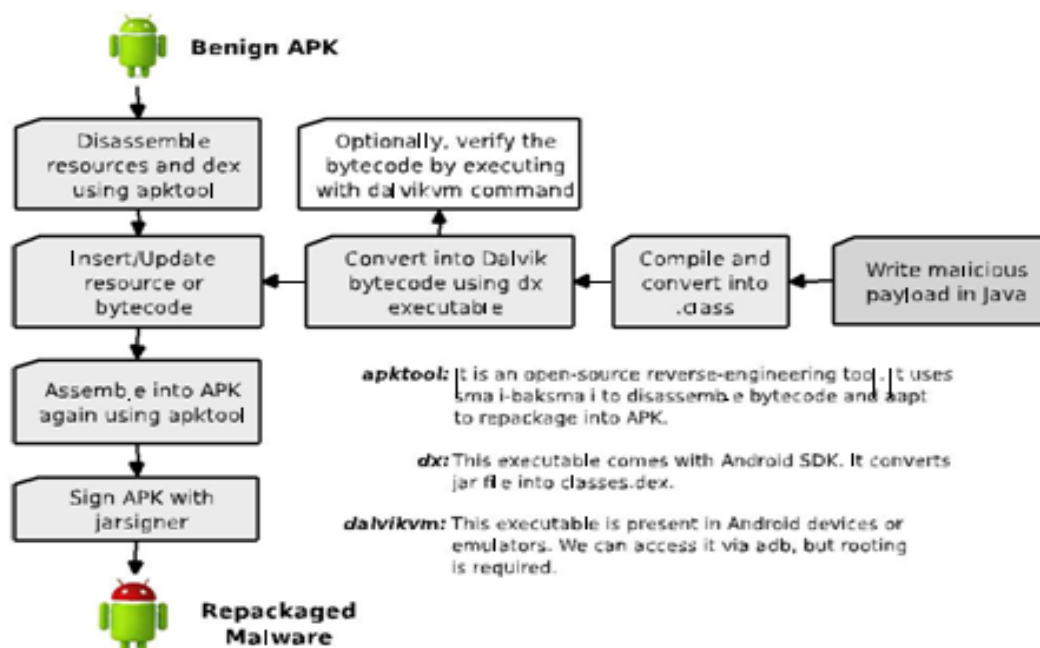 Benign APK
Disassemble
resources and dex
using apktool
Optionally, verify the
bytecode by executing
with dalvikvm command
Insert/Update
resource or
bytecode
Convert into Dalvik
bytecode using dx
executable
Compile and
convert into
.class
Write malicious
payload in Java
Assemble into APK
again using apktool
Sign APK with
jarsigner
Repackaged
Malware
apktool: It is an open-source reverse-engineering tool. It uses
smali-baksmali to disassemble bytecode and aapt
to repackage into APK.
dx: This executable comes with Android SDK. It converts
jar file into classes.dex.
dalvikvm: This executable is present in Android devices or
emulators. We can access it via adb, but rooting
is required.